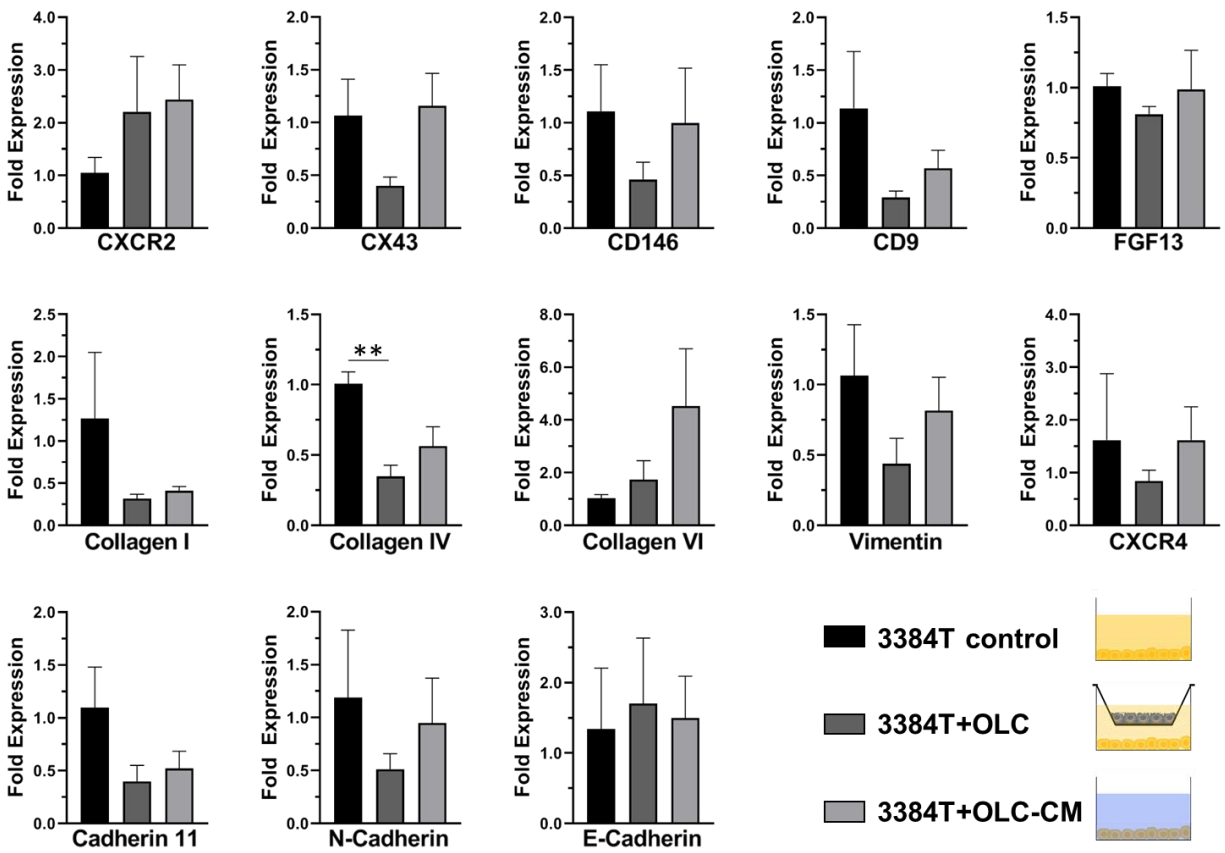 Fold Expression
4.0
3.0
2.0
1.0
0.0
CXCR2
Fold Expression
2.0
1.5
1.0
0.5
0.0
CX43
Fold Expression
2.0
1.5
1.0
0.5
0.0
CD146
Fold Expression
2.0
1.5
1.0
0.5
0.0
CD9
Fold Expression
1.5
1.0
0.5
0.0
FGF13
Fold Expression
2.5
2.0
1.5
1.0
0.5
0.0
Collagen I
Fold Expression
1.5
1.0
0.5
0.0
**
Collagen IV
Fold Expression
8.0
6.0
4.0
2.0
0.0
Collagen VI
Fold Expression
1.5
1.0
0.5
0.0
Vimentin
Fold Expression
4.0
3.0
2.0
1.0
0.0
CXCR4
Fold Expression
2.0
1.5
1.0
0.5
0.0
Cadherin 11
Fold Expression
2.0
1.5
1.0
0.5
0.0
N-Cadherin
Fold Expression
3.0
2.0
1.0
0.0
E-Cadherin
3384T control
3384T+OLC
3384T+OLC-CM